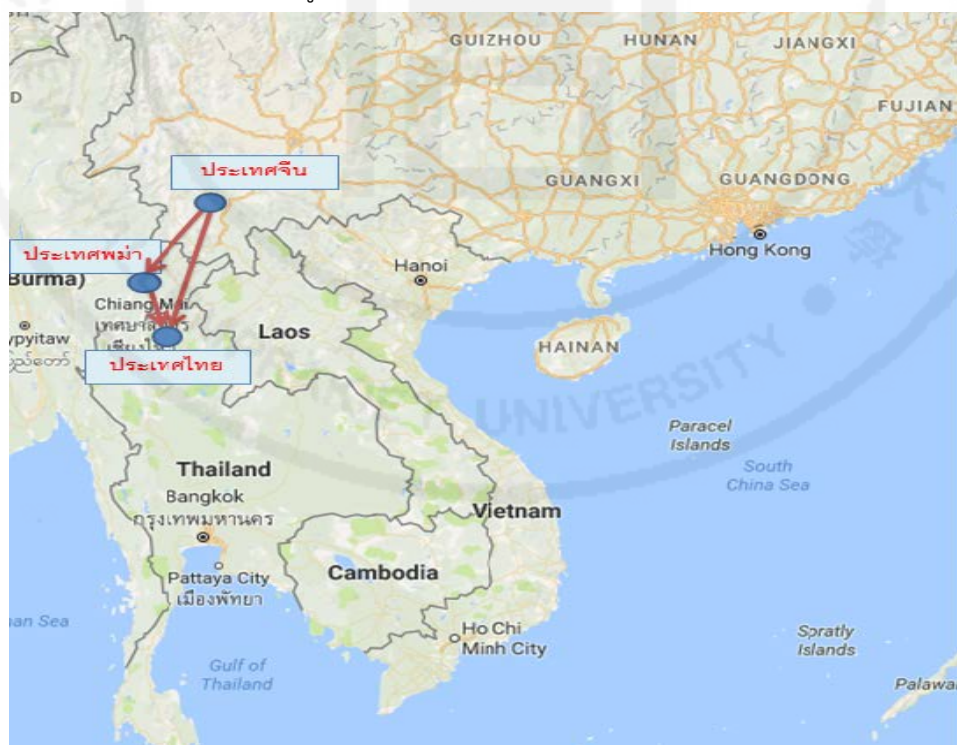 GUIZHOU
HUNAN
JIANGXI
FUJIAN
ประเทศจีน
GUANGXI
GUANGDONG
Hong Kong
ประเทศพม่า
Burma)
Hanoi
Chiang Mai
Laos
HAINAN
ypyitaw
ประเทศไทย
UNIVERSITY
Paracel
Islands
South
China Sea
Thailand
Bangkok
กรุงเทพมหานคร
Vietnam
Pattaya City
เมืองพัทยา
Cambodia
an Sea
Ho Chi
Minh City
Gulf of
Thailand
Spratly
Islands
Palawa